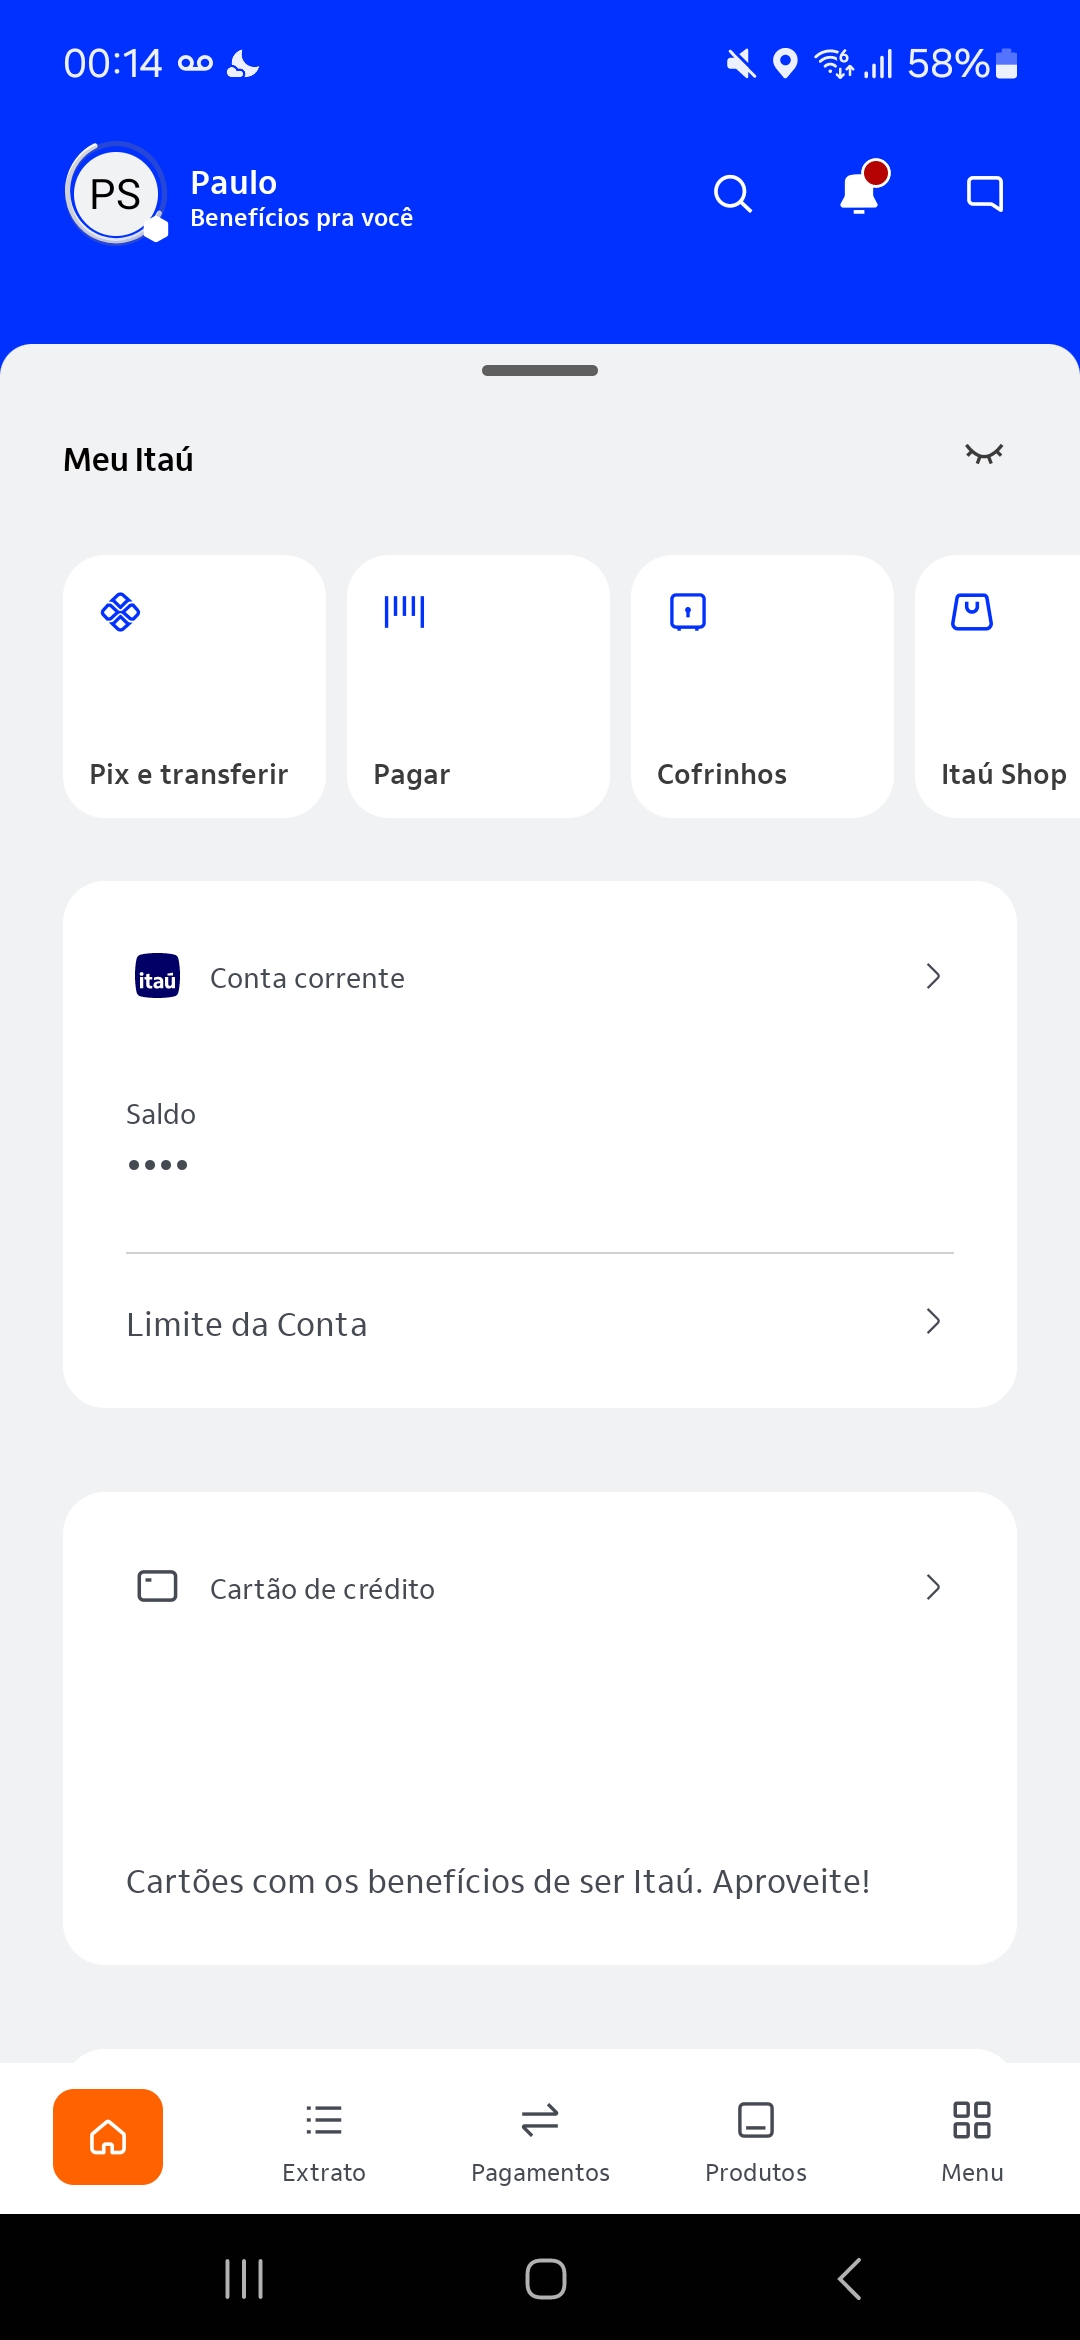 00:14
58%
PS
Paulo
Benefícios pra você
Meu Itaú
Pix e transferir
Pagar
Cofrinhos
Itaú Shop
itaú
Conta corrente
Saldo
••••
Limite da Conta
Cartão de crédito
Cartões com os benefícios de ser Itaú. Aproveite!
Extrato
Pagamentos
Produtos
Menu